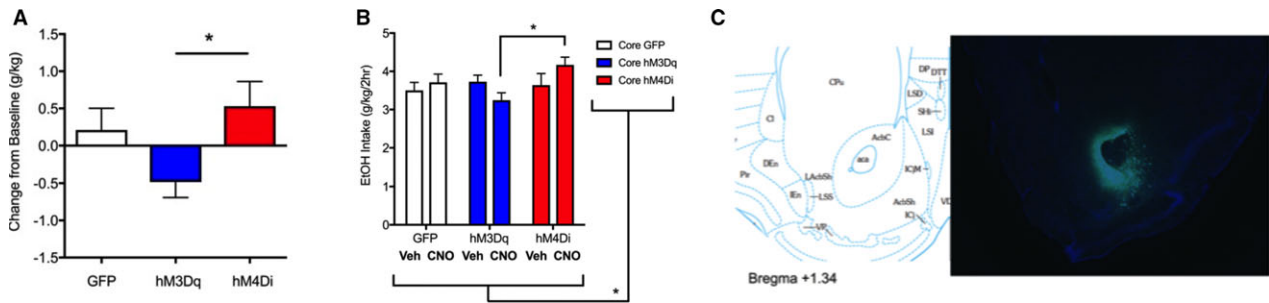 A
*
Change from Baseline (g/kg)
1.5
1.0
0.5
0.0
-0.5
-1.0
-1.5
GFP hM3Dq hM4Di
B
*
EtOH Intake (g/kg/2hr)
5
4
3
2
1
0
Core GFP
Core hM3Dq
Core hM4Di
GFP hM3Dq hM4Di
Veh CNO Veh CNO Veh CNO
*
C
CPu
DP
DTT
LSD
SHi
LSI
Cl
AcbC
aca
DEn
ICjM
Pir
LAcbSh
IEn
LSS
AcbSh
ICj
VP
VD
Bregma +1.34